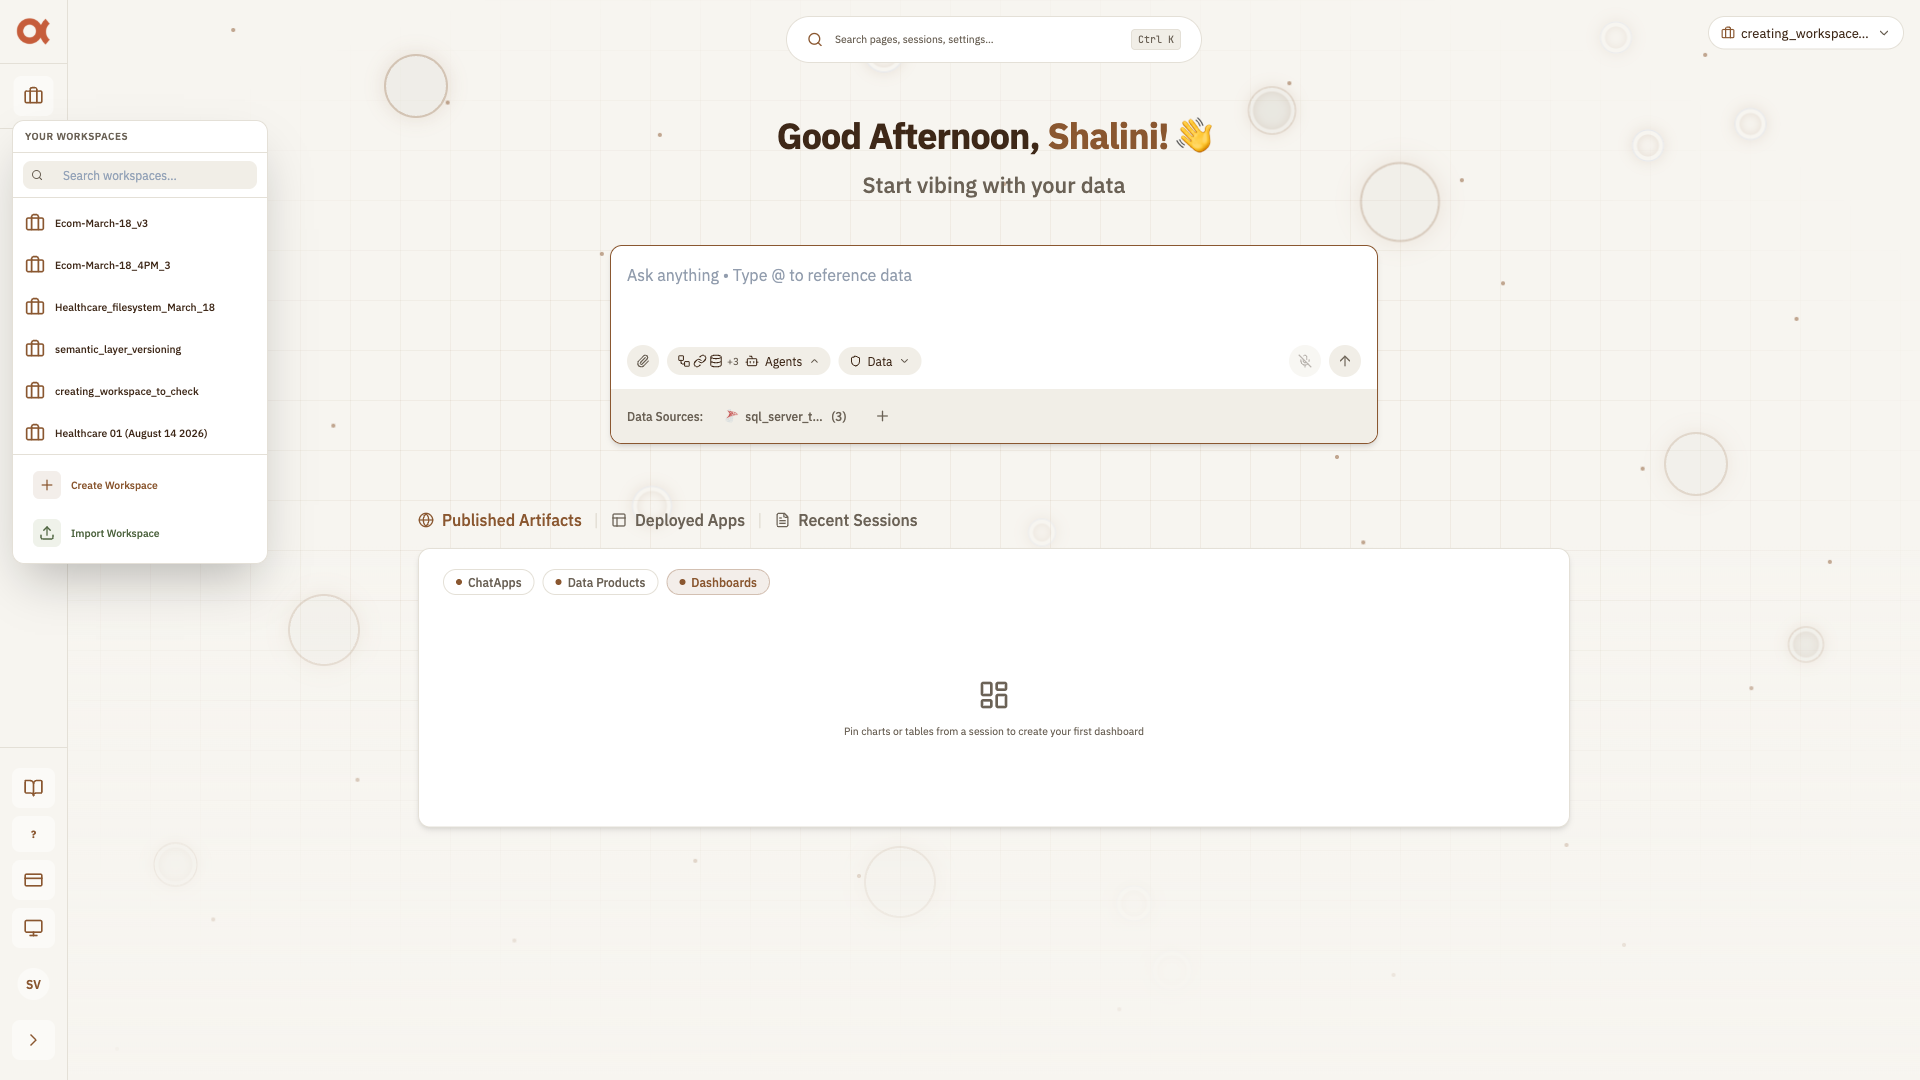 Search pages, sessions, settings...
Ctrl K
creating_workspace...
YOUR WORKSPACES
Search workspaces...
Ecom-March-18_v3
Ecom-March-18_4PM_3
Healthcare_filesystem_March_18
semantic_layer_versioning
creating_workspace_to_check
Healthcare 01 (August 14 2026)
Create Workspace
Import Workspace
?
SV
Good Afternoon, Shalini! 👋
Start vibing with your data
Ask anything • Type @ to reference data
+3 Agents
Data
Data Sources: sql_server_t... (3)
Published Artifacts
Deployed Apps
Recent Sessions
ChatApps
Data Products
Dashboards
Pin charts or tables from a session to create your first dashboard